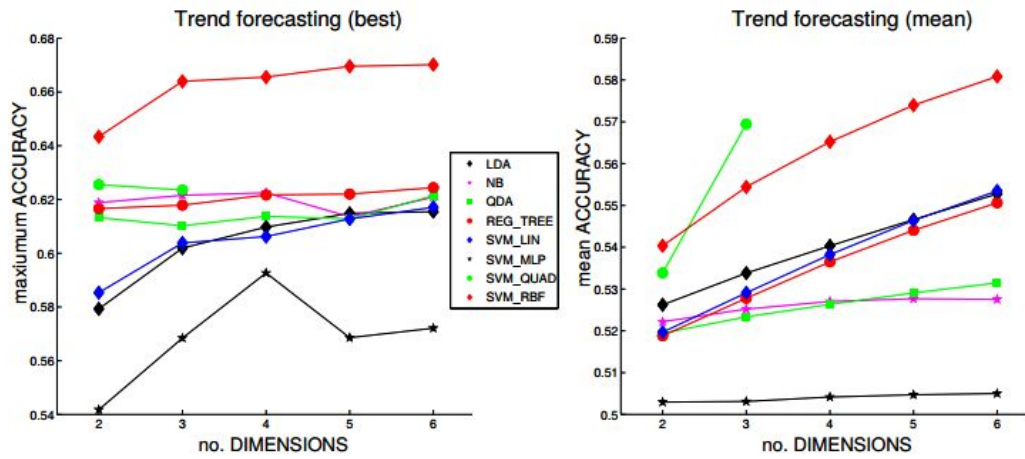 Trend forecasting (best)
0.68
0.66
0.64
0.62
0.6
0.58
0.56
0.54
maxiumum ACCURACY
2
3
4
5
6
no. DIMENSIONS
LDA
NB
QDA
REG_TREE
SVM_LIN
SVM_MLP
SVM_QUAD
SVM_RBF
Trend forecasting (mean)
0.59
0.58
0.57
0.56
0.55
0.54
0.53
0.52
0.51
0.5
mean ACCURACY
2
3
4
5
6
no. DIMENSIONS